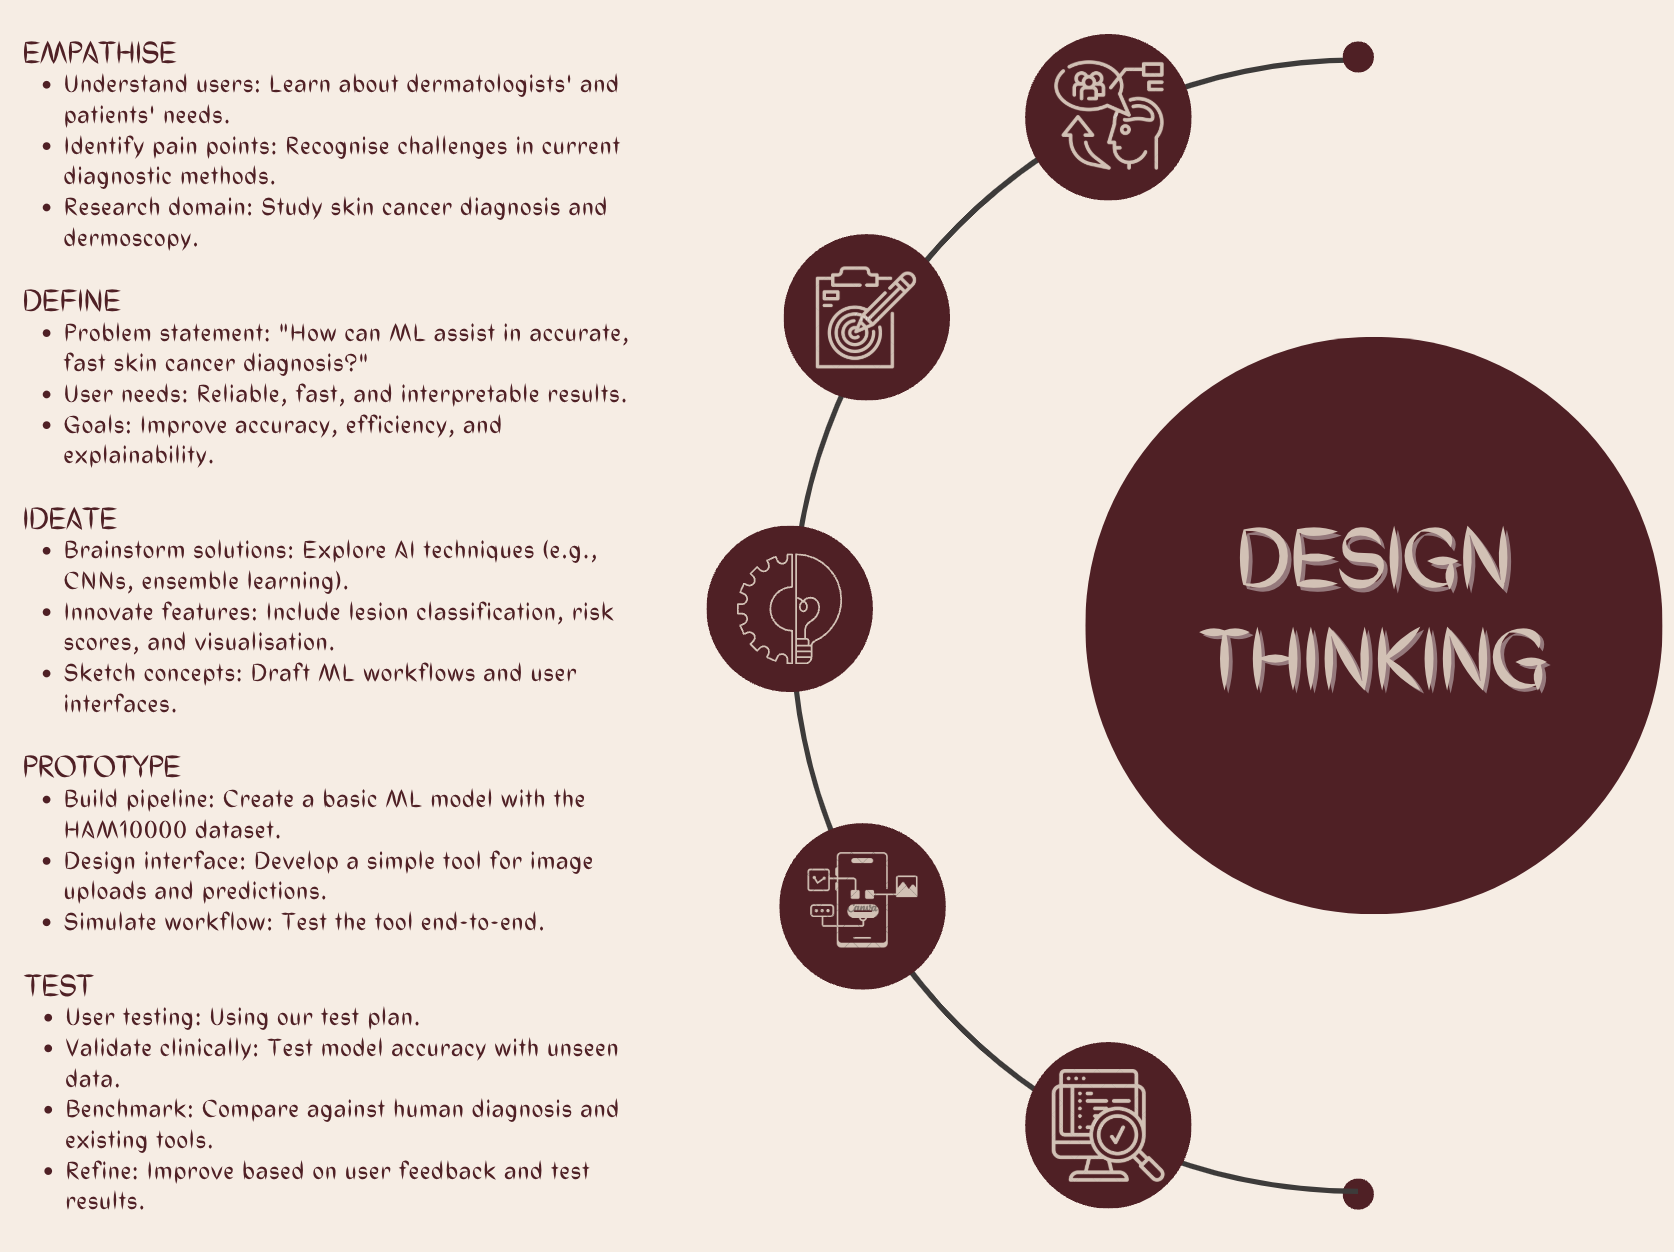 EMPATHISE
• Understand users: Learn about dermatologists' and
patients' needs.
• Identify pain points: Recognise challenges in current
diagnostic methods.
• Research domain: Study skin cancer diagnosis and
dermoscopy.
DEFINE
• Problem statement: "How can ML assist in accurate,
fast skin cancer diagnosis?"
• User needs: Reliable, fast, and interpretable results.
• Goals: Improve accuracy, efficiency, and
explainability.
IDEATE
• Brainstorm solutions: Explore AI techniques (e.g.,
CNNs, ensemble learning).
• Innovate features: Include lesion classification, risk
scores, and visualisation.
• Sketch concepts: Draft ML workflows and user
interfaces.
PROTOTYPE
• Build pipeline: Create a basic ML model with the
HAM10000 dataset.
• Design interface: Develop a simple tool for image
uploads and predictions.
• Simulate workflow: Test the tool end-to-end.
TEST
• User testing: Using our test plan.
• Validate clinically: Test model accuracy with unseen
data.
• Benchmark: Compare against human diagnosis and
existing tools.
• Refine: Improve based on user feedback and test
results.
DESIGN
THINKING
Canva